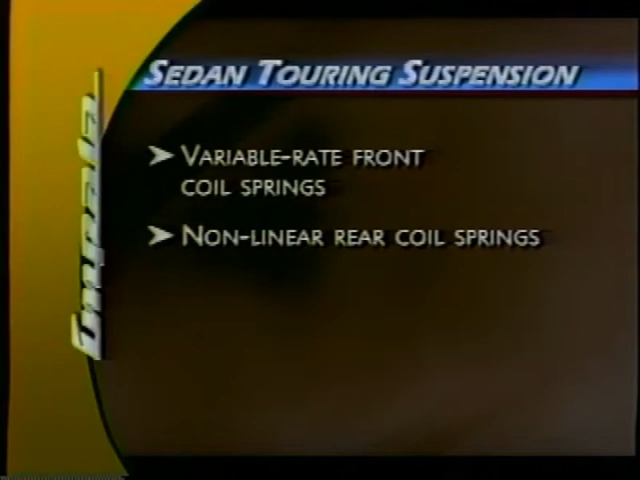 SEDAN TOURING SUSPENSION
➤ VARIABLE-RATE FRONT
COIL SPRINGS
➤ NON-LINEAR REAR COIL SPRINGS
Impala